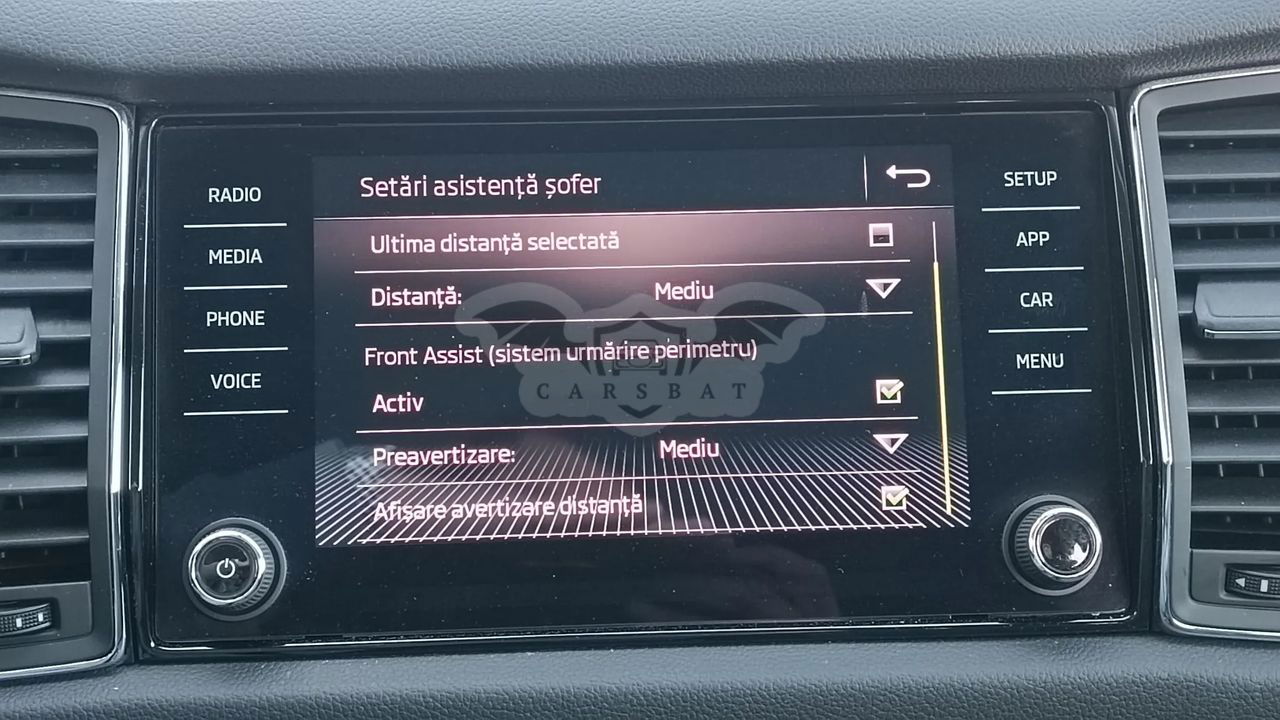 RADIO
MEDIA
PHONE
VOICE
Setări asistență șofer
Ultima distanță selectată
Distanță: Mediu
Front Assist (sistem urmărire perimetru)
CARSBAT
Activ
Preavertizare: Mediu
Afișare avertizare distanță
SETUP
APP
CAR
MENU